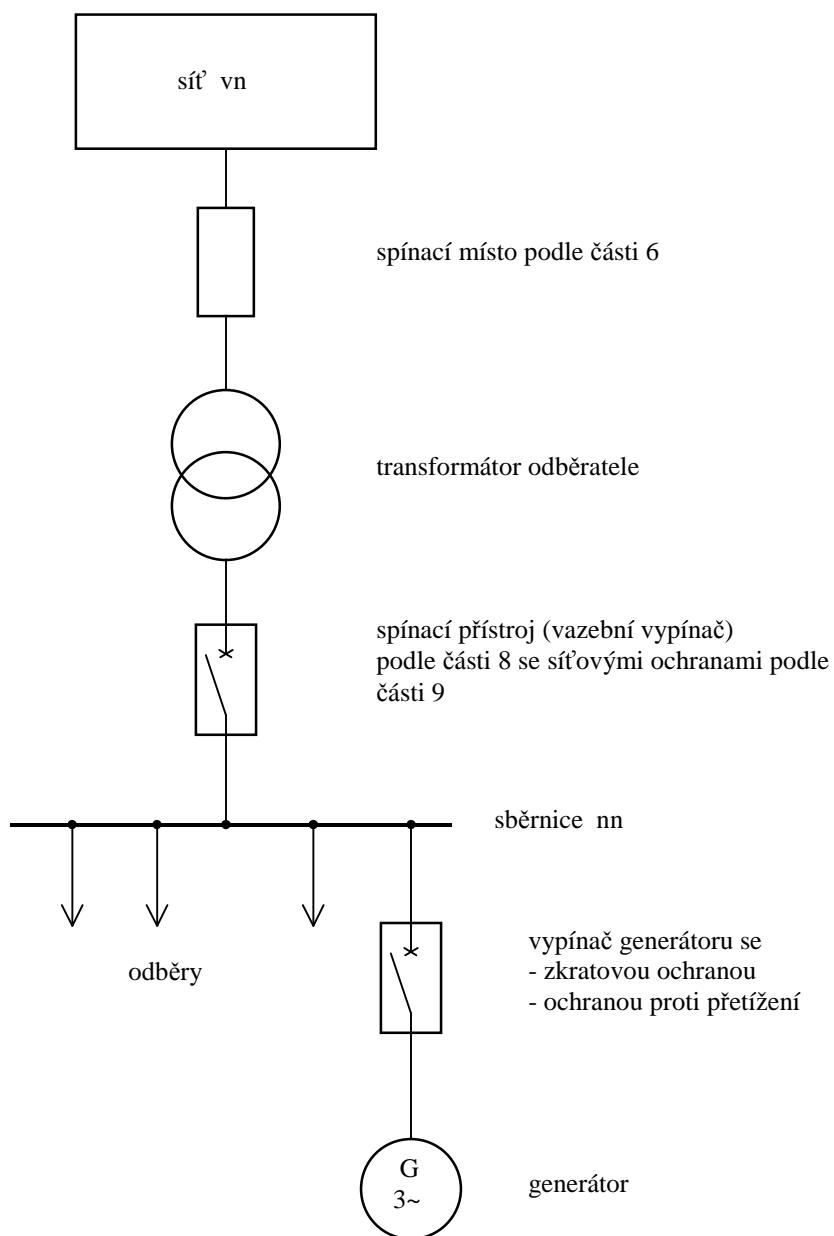 síť vn
spínací místo podle části 6
transformátor odběratele
spínací přístroj (vazební vypínač)
podle části 8 se síťovými ochranami podle
části 9
sběrnice nn
odběry
vypínač generátoru se
- zkratovou ochranou
- ochranou proti přetížení
G
3~
generátor